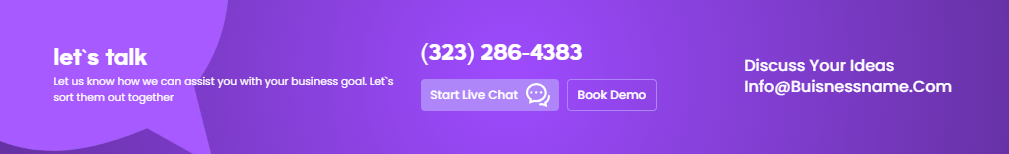 let`s talk
Let us know how we can assist you with your business goal. Let`s
sort them out together
(323) 286-4383
Start Live Chat
Book Demo
Discuss Your Ideas
Info@Buisnessname.Com